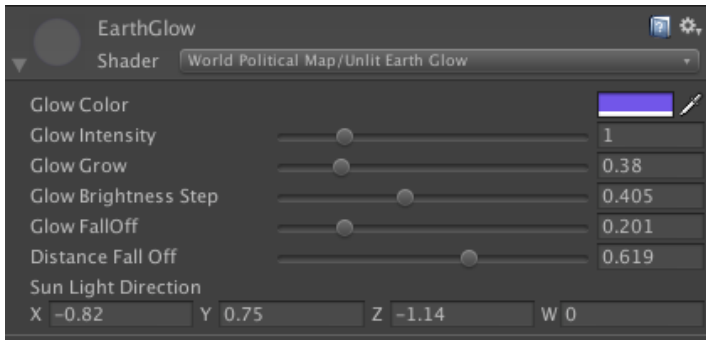 EarthGlow
Shader World Political Map/Unlit Earth Glow
Glow Color
Glow Intensity 1
Glow Grow 0.38
Glow Brightness Step 0.405
Glow FallOff 0.201
Distance Fall Off 0.619
Sun Light Direction
X -0.82 Y 0.75 Z -1.14 W 0